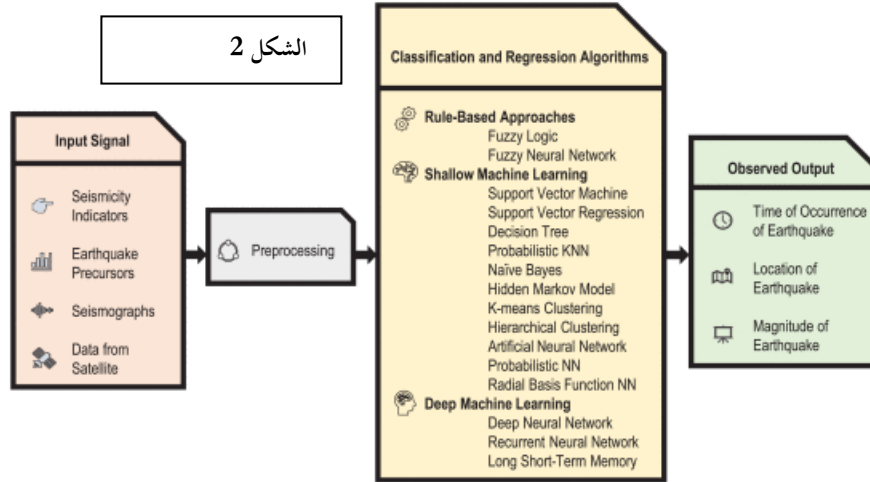 الشكل 2
Input Signal
Seismicity
Indicators
Earthquake
Precursors
Seismographs
Data from
Satellite
Preprocessing
Classification and Regression Algorithms
Rule-Based Approaches
Fuzzy Logic
Fuzzy Neural Network
Shallow Machine Learning
Support Vector Machine
Support Vector Regression
Decision Tree
Probabilistic KNN
Naïve Bayes
Hidden Markov Model
K-means Clustering
Hierarchical Clustering
Artificial Neural Network
Probabilistic NN
Radial Basis Function NN
Deep Machine Learning
Deep Neural Network
Recurrent Neural Network
Long Short-Term Memory
Observed Output
Time of Occurrence
of Earthquake
Location of
Earthquake
Magnitude of
Earthquake